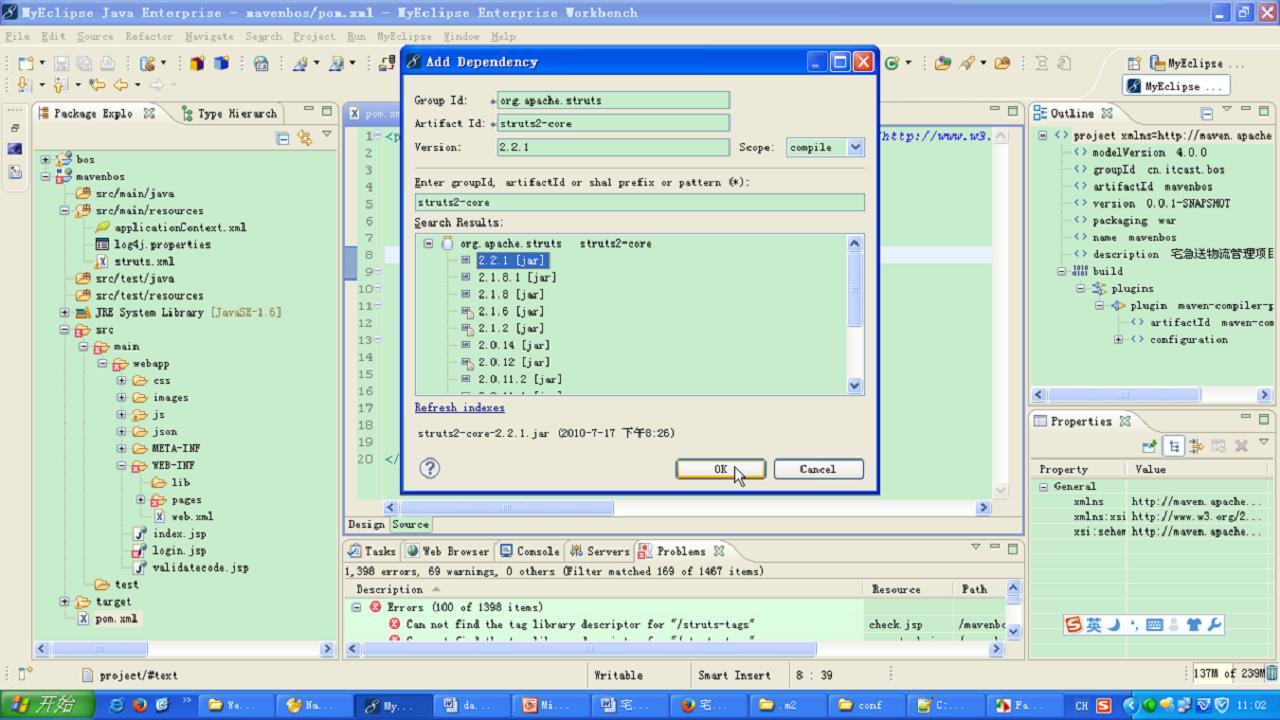 MyEclipse Java Enterprise - mavenbos/pom.xml - MyEclipse Enterprise Workbench
File Edit Source Refactor Navigate Search Project Run MyEclipse Window Help
MyEclipse ...
MyEclipse ...
Package Explo
Type Hierarch
bos
mavenbos
src/main/java
src/main/resources
applicationContext.xml
log4j.properties
struts.xml
src/test/java
src/test/resources
JRE System Library [JavaSE-1.6]
src
main
webapp
css
images
js
json
META-INF
WEB-INF
lib
pages
web.xml
index.jsp
login.jsp
validatecode.jsp
test
target
pom.xml
1 <p
"http://www.w3.
2
3
4
5
6
7
8
9
10
11
12
13
14
15
16
17
18
19
20 </
Design Source
Add Dependency
Group Id: *org.apache.struts
Artifact Id: *struts2-core
Version: 2.2.1 Scope: compile
Enter groupId, artifactId or sha1 prefix or pattern (*):
struts2-core
Search Results:
org.apache.struts struts2-core
2.2.1 [jar]
2.1.8.1 [jar]
2.1.8 [jar]
2.1.6 [jar]
2.1.2 [jar]
2.0.14 [jar]
2.0.12 [jar]
2.0.11.2 [jar]
Refresh indexes
struts2-core-2.2.1.jar (2010-7-17 下午8:26)
OK Cancel
Outline
project xmlns=http://maven.apache
modelVersion 4.0.0
groupId cn.itcast.bos
artifactId mavenbos
version 0.0.1-SNAPSHOT
packaging war
name mavenbos
description 宅急送物流管理项目
build
plugins
plugin maven-compiler-p
artifactId maven-com
configuration
Properties
Property Value
General
xmlns http://maven.apache...
xmlns:xsi http://www.w3.org/2...
xsi:schem http://maven.apache...
英
Tasks Web Browser Console Servers Problems
1,398 errors, 69 warnings, 0 others (Filter matched 169 of 1467 items)
Description Resource Path
Errors (100 of 1398 items)
Can not find the tag library descriptor for "/struts-tags" check.jsp /mavenbo
project/#text Writable Smart Insert 8 : 39 137M of 239M
开始 We... Na... My... da... Mi... 宅... 宅... .m2 conf C:... Fa... CH 11:02